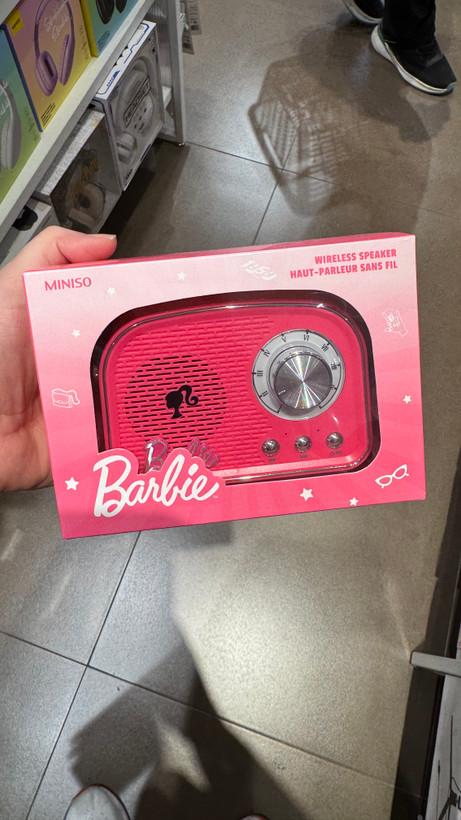 MINISO
WIRELESS SPEAKER
HAUT-PARLEUR SANS FIL
Barbie